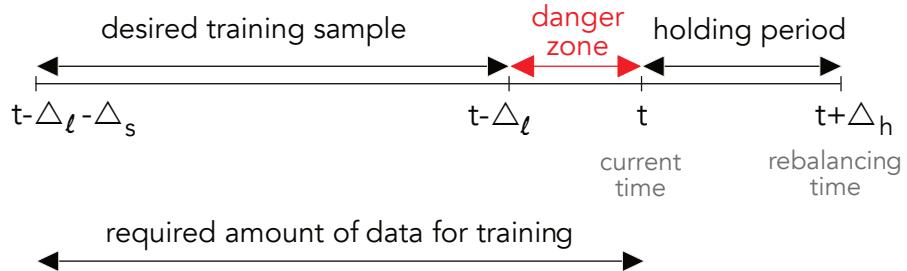 desired training sample
danger
zone
holding period
t-△ℓ-△s
t-△ℓ
t
t+△h
current
time
rebalancing
time
required amount of data for training